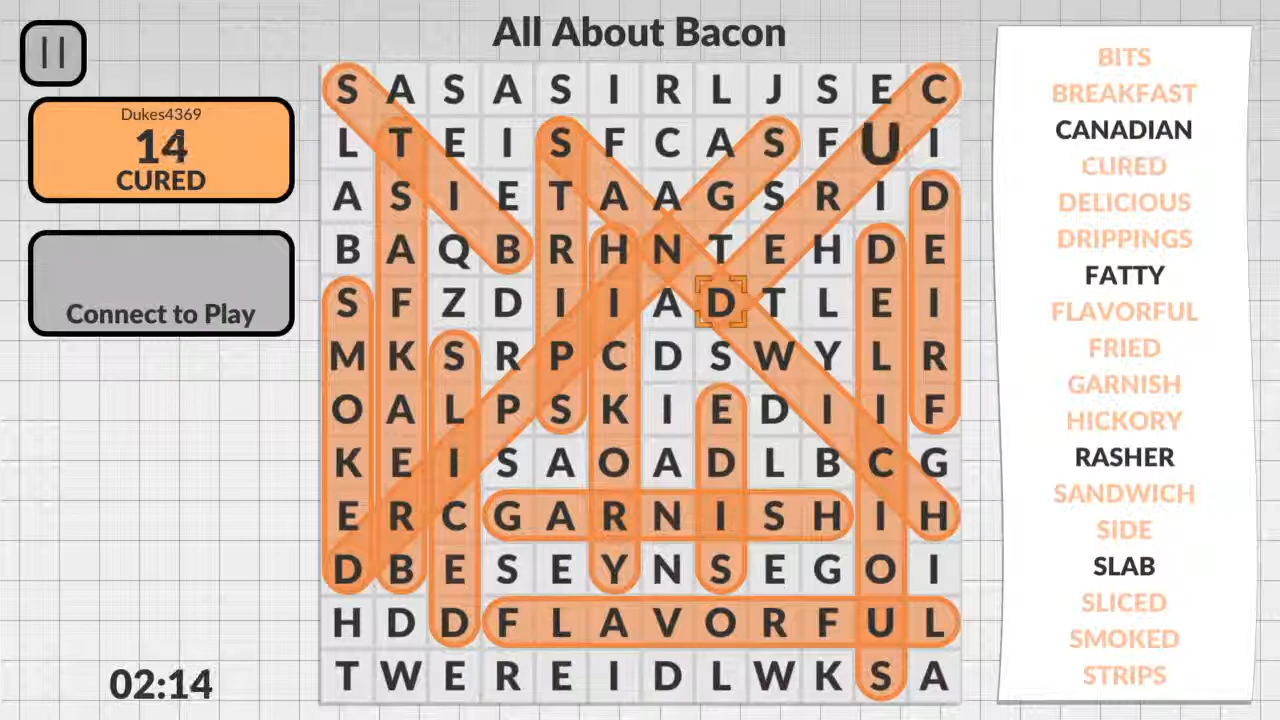 All About Bacon
Dukes4369
14
CURED
Connect to Play
02:14
S A S A S I R L J S E C
L T E I S F C A S F U I
A S I E T A A G S R I D
B A Q B R H N T E H D E
S F Z D I I A D T L E I
M K S R P C D S W Y L R
O A L P S K I E D I I F
K E I S A O A D L B C G
E R C G A R N I S H I H
D B E S E Y N S E G O I
H D D F L A V O R F U L
T W E R E I D L W K S A
BITS
BREAKFAST
CANADIAN
CURED
DELICIOUS
DRIPPINGS
FATTY
FLAVORFUL
FRIED
GARNISH
HICKORY
RASHER
SANDWICH
SIDE
SLAB
SLICED
SMOKED
STRIPS